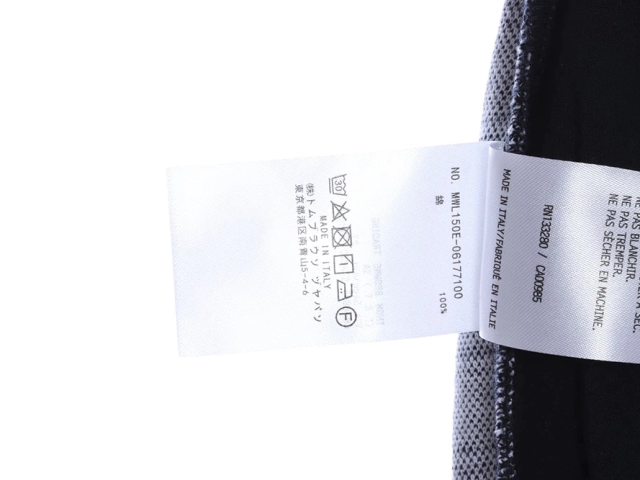 À SEC.
NE PAS BLANCHIR.
NE PAS TREMPER.
NE PAS SÉCHER EN MACHINE.
RN133280 / CA00985
MADE IN ITALY/FABRIQUÉ EN ITALIE
NO. MWL150E-06177100
綿 100%
30 F
MADE IN ITALY
(株)トムブラウン ジャパン
東京都港区南青山5-4-6